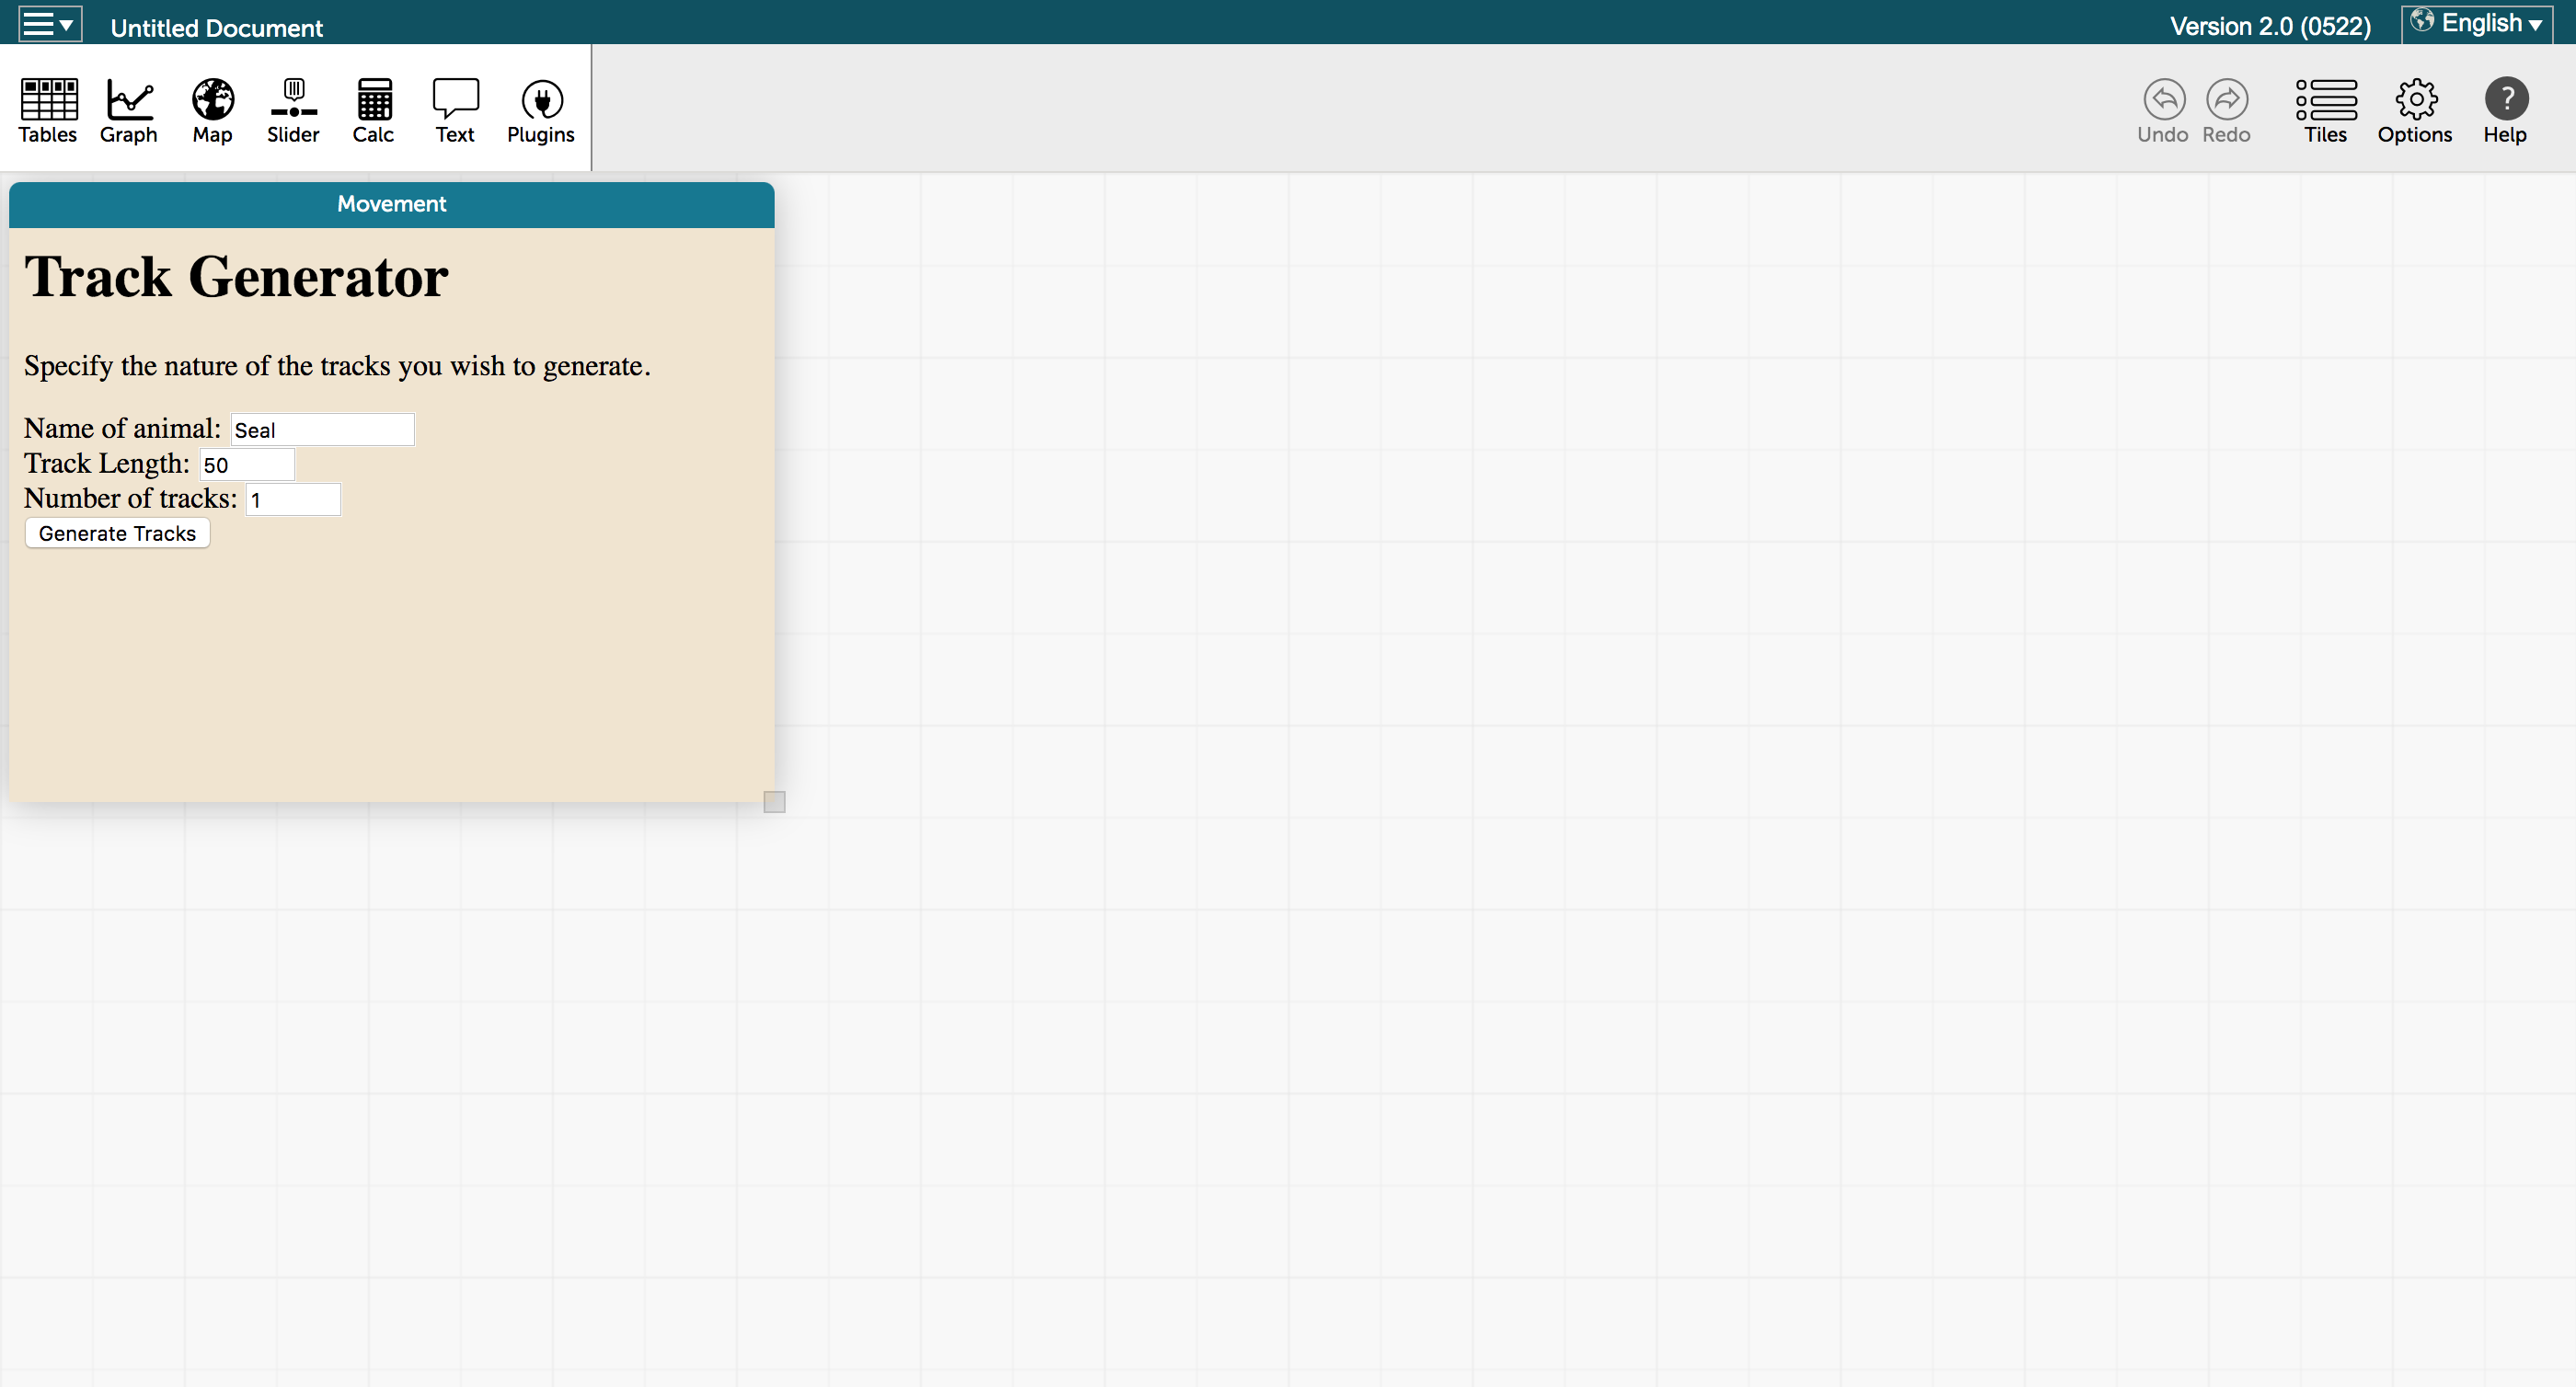 Untitled Document
Version 2.0 (0522)
English
Tables Graph Map Slider Calc Text Plugins
Undo Redo Tiles Options ? Help
Movement
Track Generator
Specify the nature of the tracks you wish to generate.
Name of animal: Seal
Track Length: 50
Number of tracks: 1
Generate Tracks